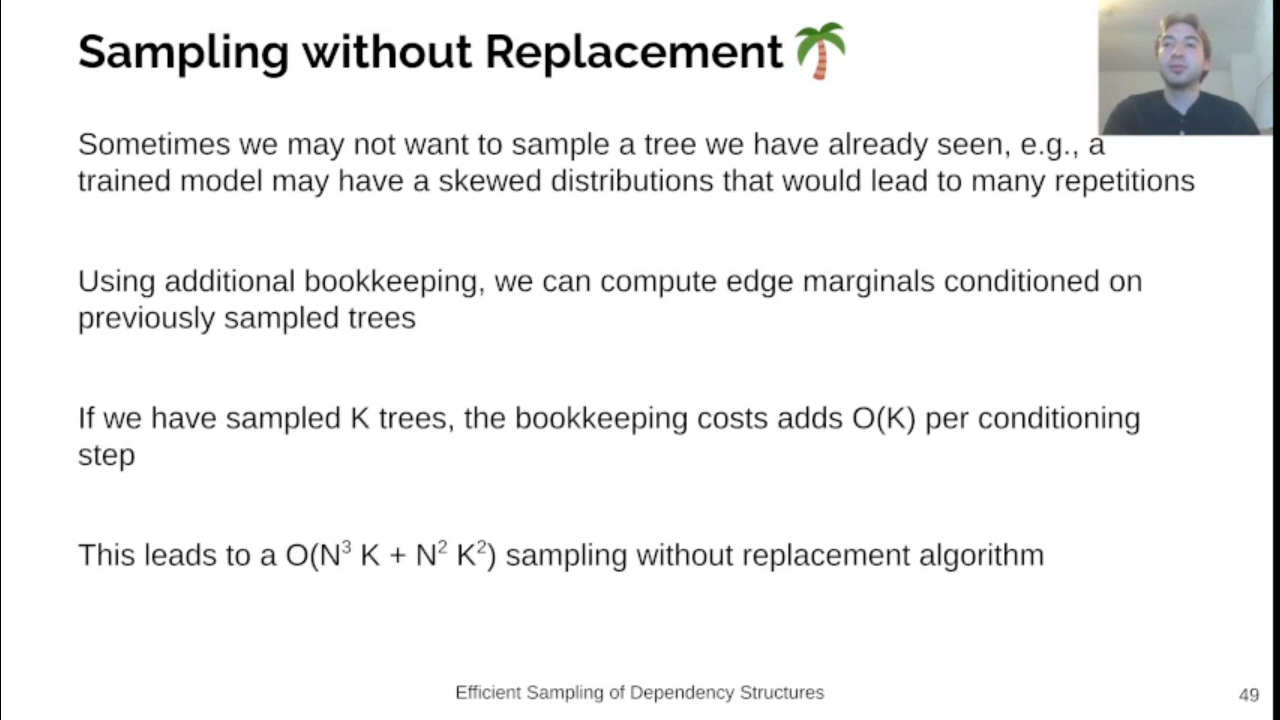 Sampling without Replacement
Sometimes we may not want to sample a tree we have already seen, e.g., a
trained model may have a skewed distributions that would lead to many repetitions
Using additional bookkeeping, we can compute edge marginals conditioned on
previously sampled trees
If we have sampled K trees, the bookkeeping costs adds O(K) per conditioning
step
This leads to a O(N³ K + N² K²) sampling without replacement algorithm
Efficient Sampling of Dependency Structures
49